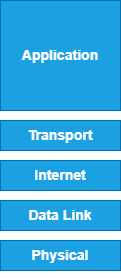 Application
Transport
Internet
Data Link
Physical